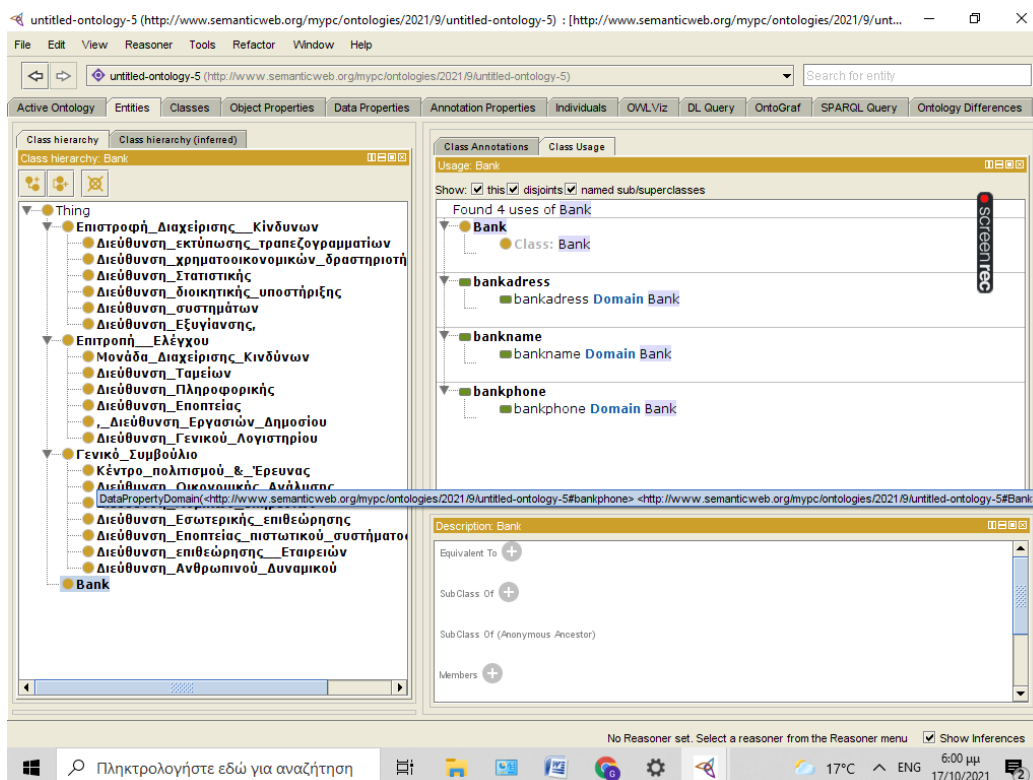 untitled-ontology-5 (http://www.semanticweb.org/mypc/ontologies/2021/9/untitled-ontology-5) : [http://www.semanticweb.org/mypc/ontologies/2021/9/unt...
File Edit View Reasoner Tools Refactor Window Help
untitled-ontology-5 (http://www.semanticweb.org/mypc/ontologies/2021/9/untitled-ontology-5)
Search for entity
Active Ontology Entities Classes Object Properties Data Properties Annotation Properties Individuals OWLViz DL Query OntoGraf SPARQL Query Ontology Differences
Class hierarchy Class hierarchy (inferred)
Class hierarchy: Bank
Thing
Επιστροφή_Διαχείρισης__Κίνδυνων
Διεύθυνση_εκτύπωσης_τραπεζογραμματίων
Διεύθυνση_χρηματοοικονομικών_δραστηριοτή
Διεύθυνση_Στατιστικής
Διεύθυνση_διοικητικής_υποστήριξης
Διεύθυνση_συστημάτων
Διεύθυνση_Εξυγίανσης,
Επιτροπή__Ελέγχου
Μονάδα_Διαχείρισης_Κινδύνων
Διεύθυνση_Ταμείων
Διεύθυνση_Πληροφορικής
Διεύθυνση_Εποπτείας
,_Διεύθυνση_Εργασιών_Δημοσίου
Διεύθυνση_Γενικού_Λογιστηρίου
Γενικό_Συμβούλιο
Κέντρο_πολιτισμού_&_Έρευνας
Διεύθυνση_Οικονομικής_Ανάλυσης
Διεύθυνση_Εσωτερικής_επιθεώρησης
Διεύθυνση_Εποπτείας_πιστωτικού_συστήματο
Διεύθυνση_επιθεώρησης__Εταιρειών
Διεύθυνση_Ανθρωπινού_Δυναμικού
Bank
Class Annotations Class Usage
Usage: Bank
Show: this disjoints named sub/superclasses
Found 4 uses of Bank
Bank
Class: Bank
bankadress
bankadress Domain Bank
bankname
bankname Domain Bank
bankphone
bankphone Domain Bank
screenrec
DataPropertyDomain(<http://www.semanticweb.org/mypc/ontologies/2021/9/untitled-ontology-5#bankphone> <http://www.semanticweb.org/mypc/ontologies/2021/9/untitled-ontology-5#Bank
Description: Bank
Equivalent To
SubClass Of
SubClass Of (Anonymous Ancestor)
Members
No Reasoner set. Select a reasoner from the Reasoner menu Show Inferences
Πληκτρολογήστε εδώ για αναζήτηση
17°C ENG 6:00 μμ
17/10/2021